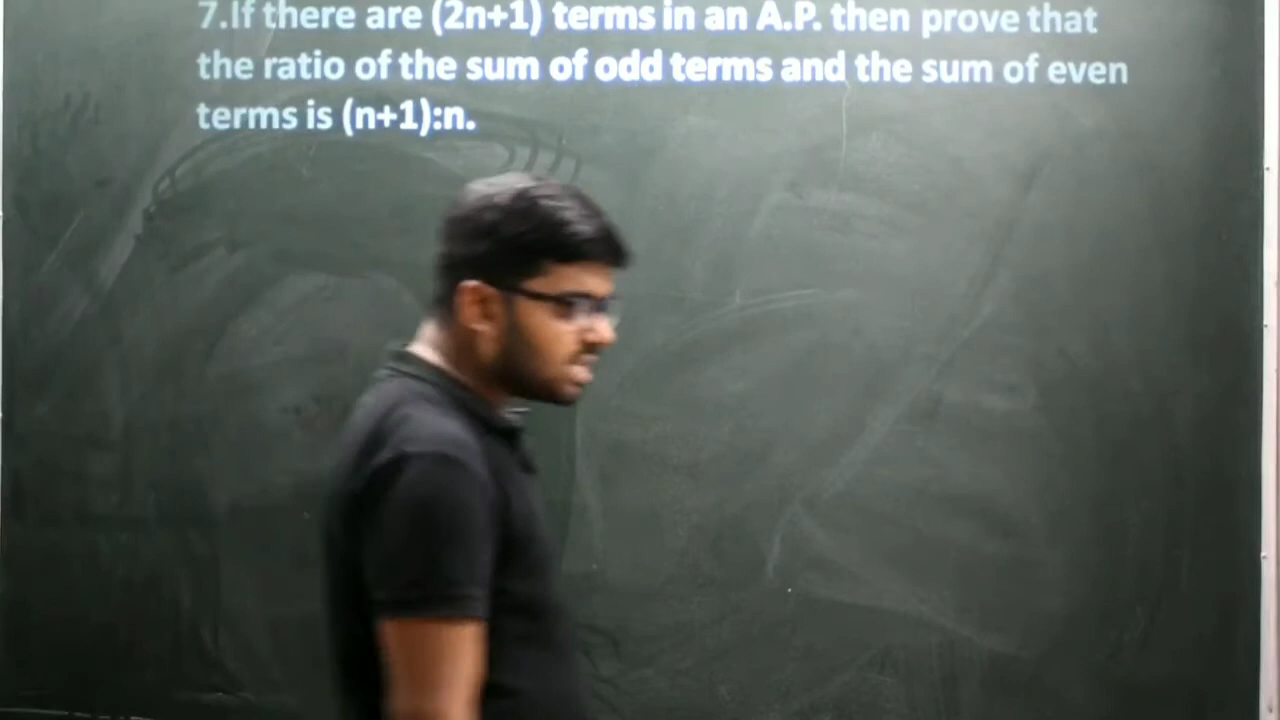 7.If there are (2n+1) terms in an A.P. then prove that
the ratio of the sum of odd terms and the sum of even
terms is (n+1):n.